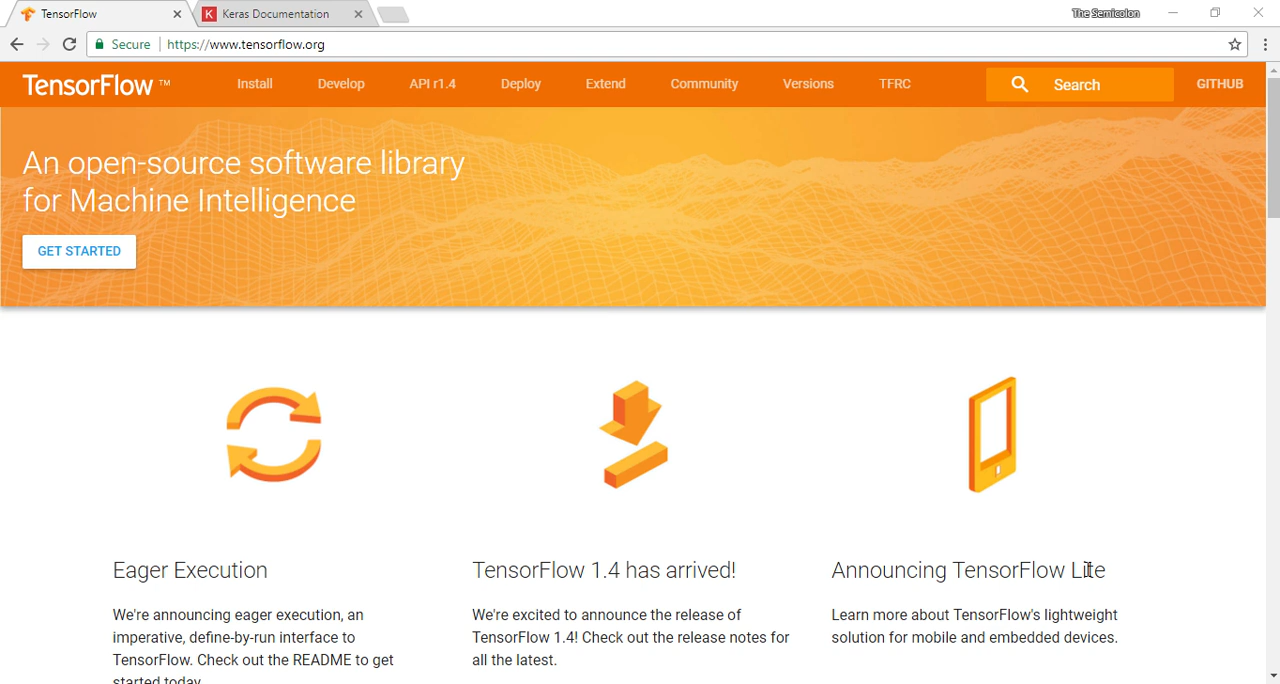 TensorFlow
K Keras Documentation
The Semicolon
Secure https://www.tensorflow.org
TensorFlow ™
Install
Develop
API r1.4
Deploy
Extend
Community
Versions
TFRC
Search
GITHUB
An open-source software library
for Machine Intelligence
GET STARTED
Eager Execution
We're announcing eager execution, an
imperative, define-by-run interface to
TensorFlow. Check out the README to get
started today.
TensorFlow 1.4 has arrived!
We're excited to announce the release of
TensorFlow 1.4! Check out the release notes for
all the latest.
Announcing TensorFlow Lite
Learn more about TensorFlow's lightweight
solution for mobile and embedded devices.